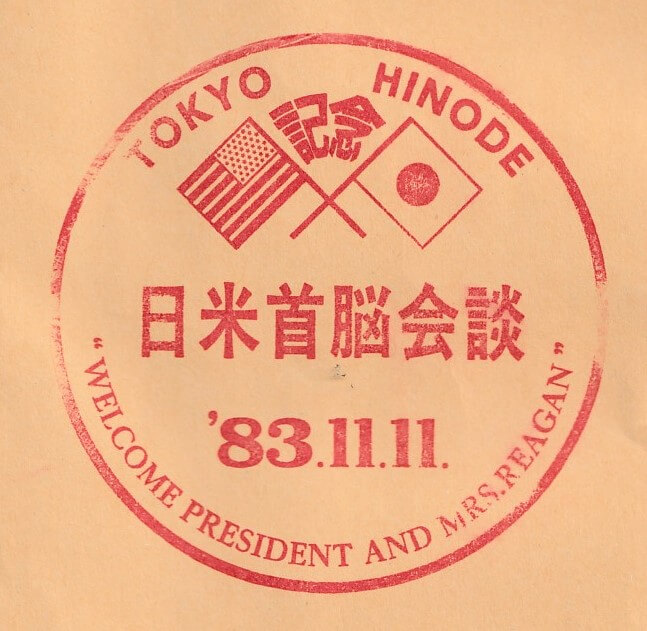 TOKYO HINODE
記念
日米首脳会談
'83.11.11.
“WELCOME PRESIDENT AND MRS.REAGAN”